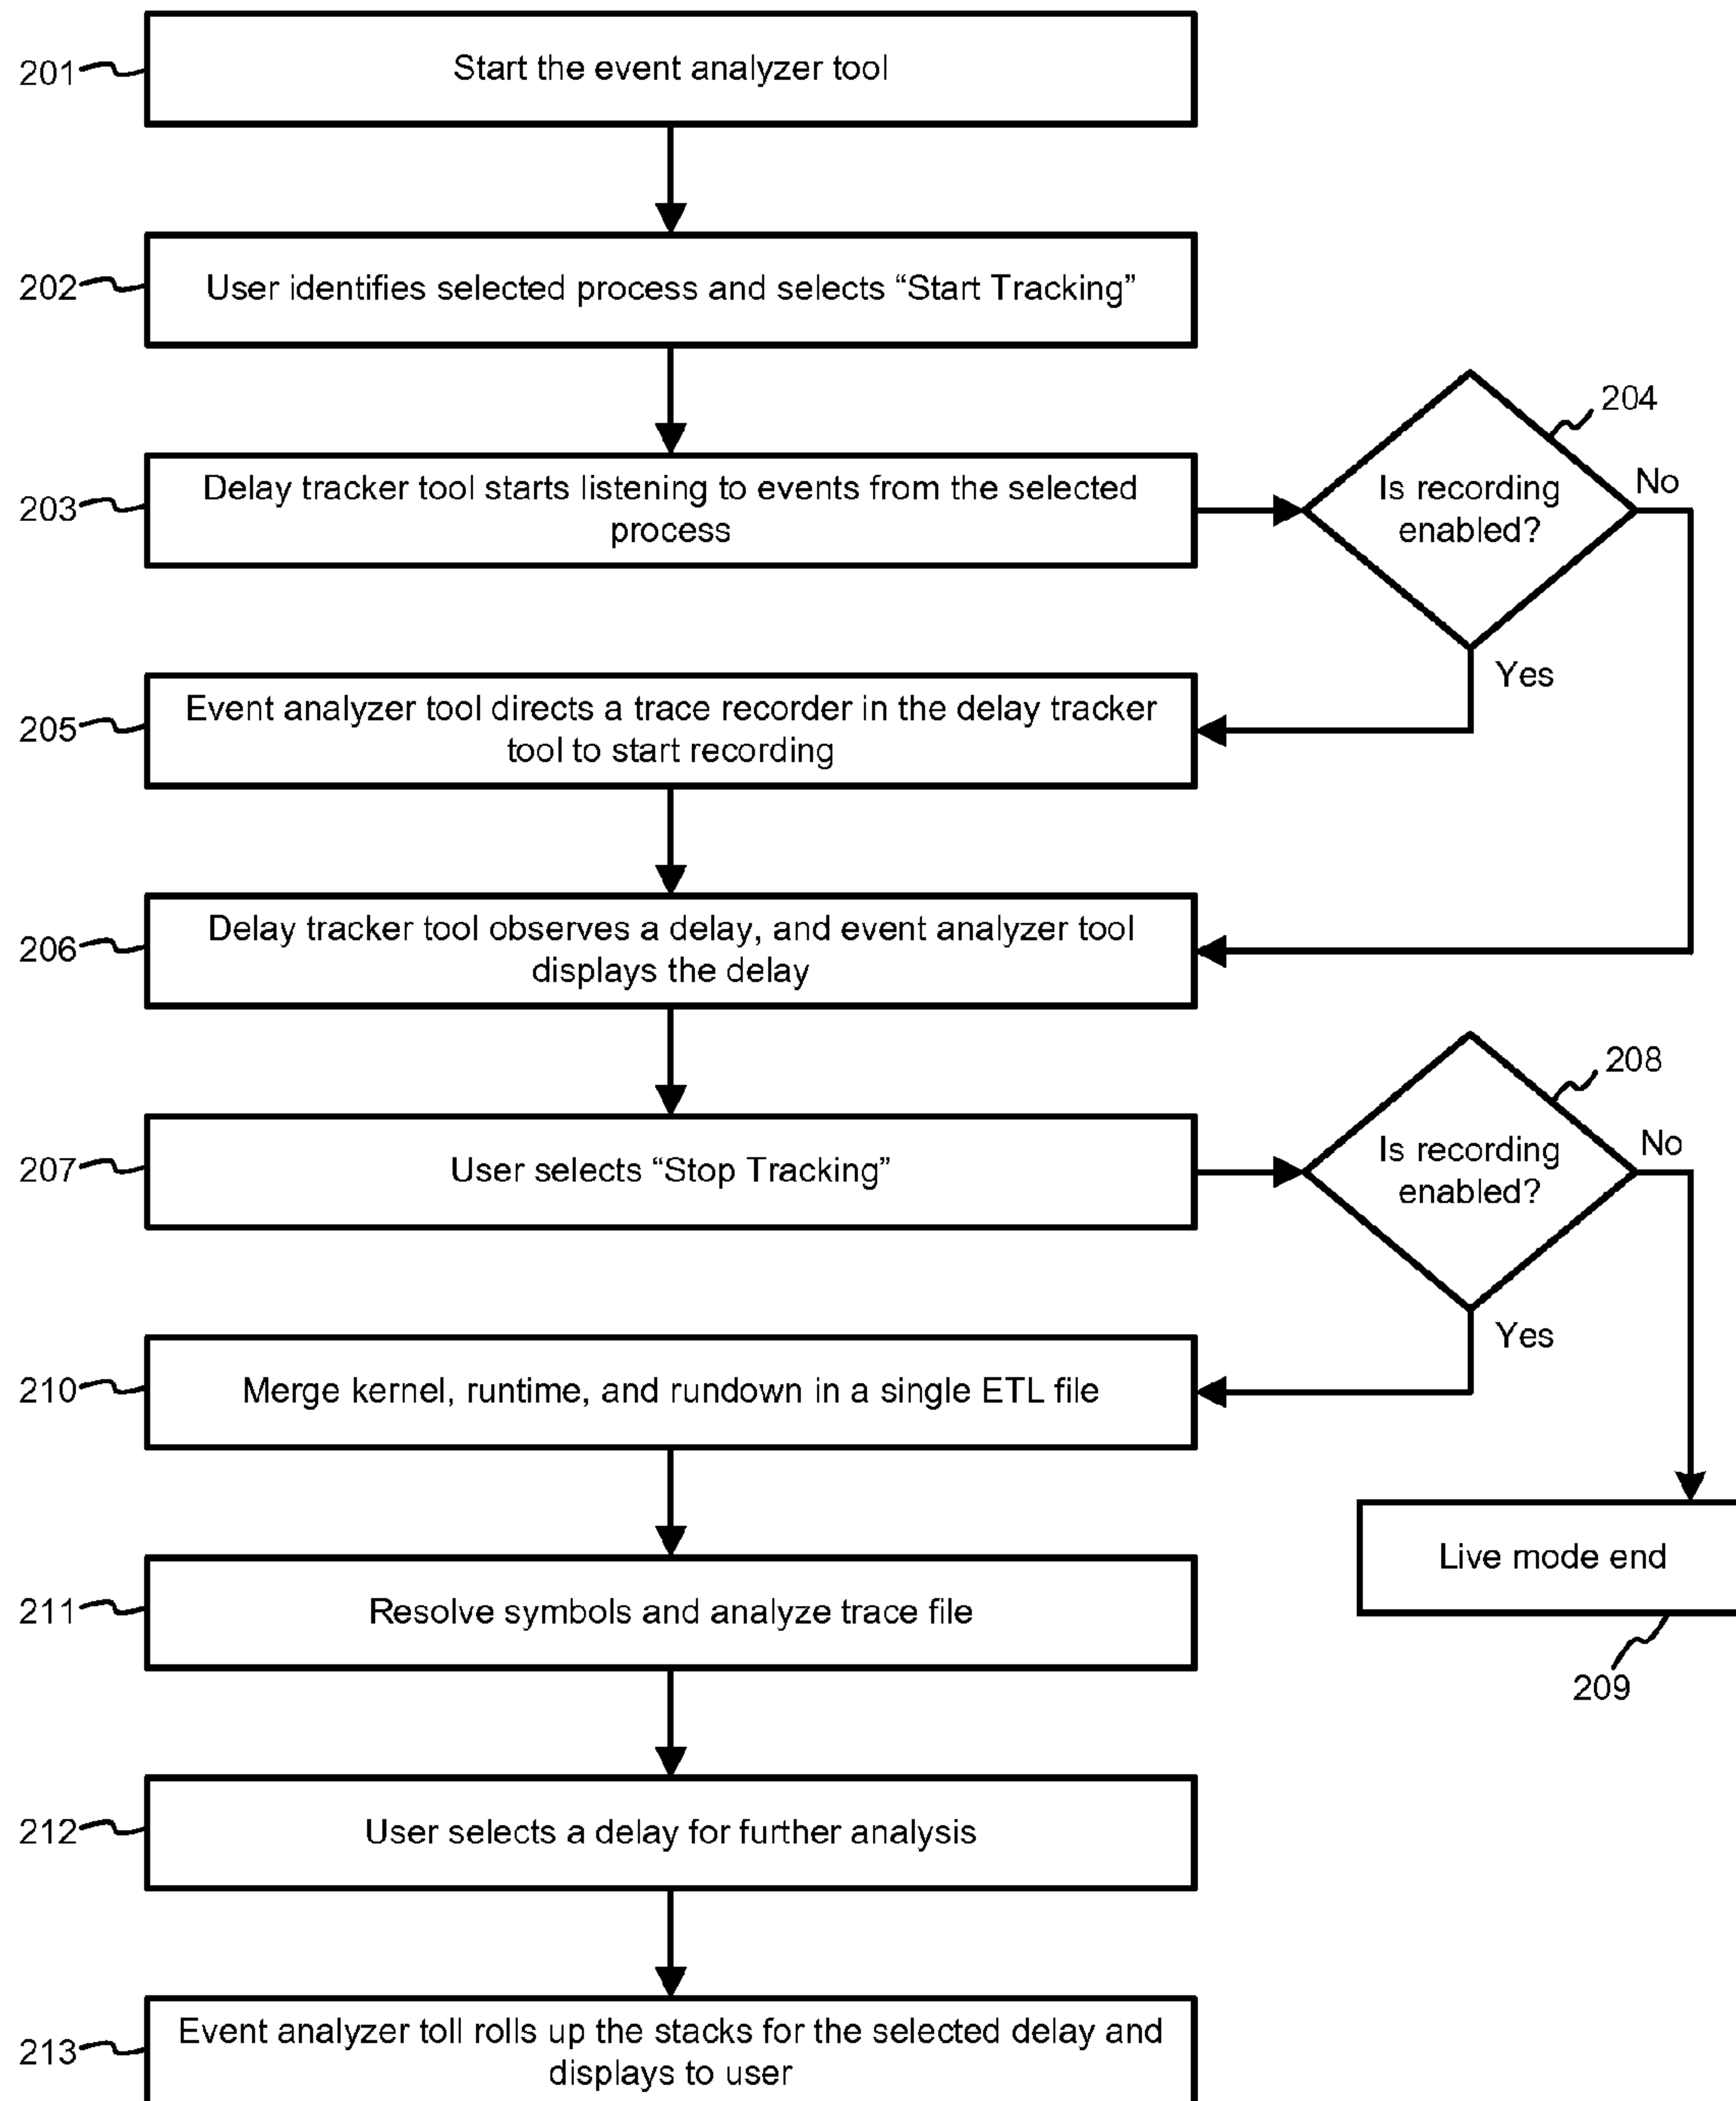 201
Start the event analyzer tool
202
User identifies selected process and selects “Start Tracking”
203
Delay tracker tool starts listening to events from the selected
process
204
Is recording
enabled?
No
Yes
205
Event analyzer tool directs a trace recorder in the delay tracker
tool to start recording
206
Delay tracker tool observes a delay, and event analyzer tool
displays the delay
207
User selects “Stop Tracking”
208
Is recording
enabled?
No
Yes
210
Merge kernel, runtime, and rundown in a single ETL file
Live mode end
209
211
Resolve symbols and analyze trace file
212
User selects a delay for further analysis
213
Event analyzer toll rolls up the stacks for the selected delay and
displays to user